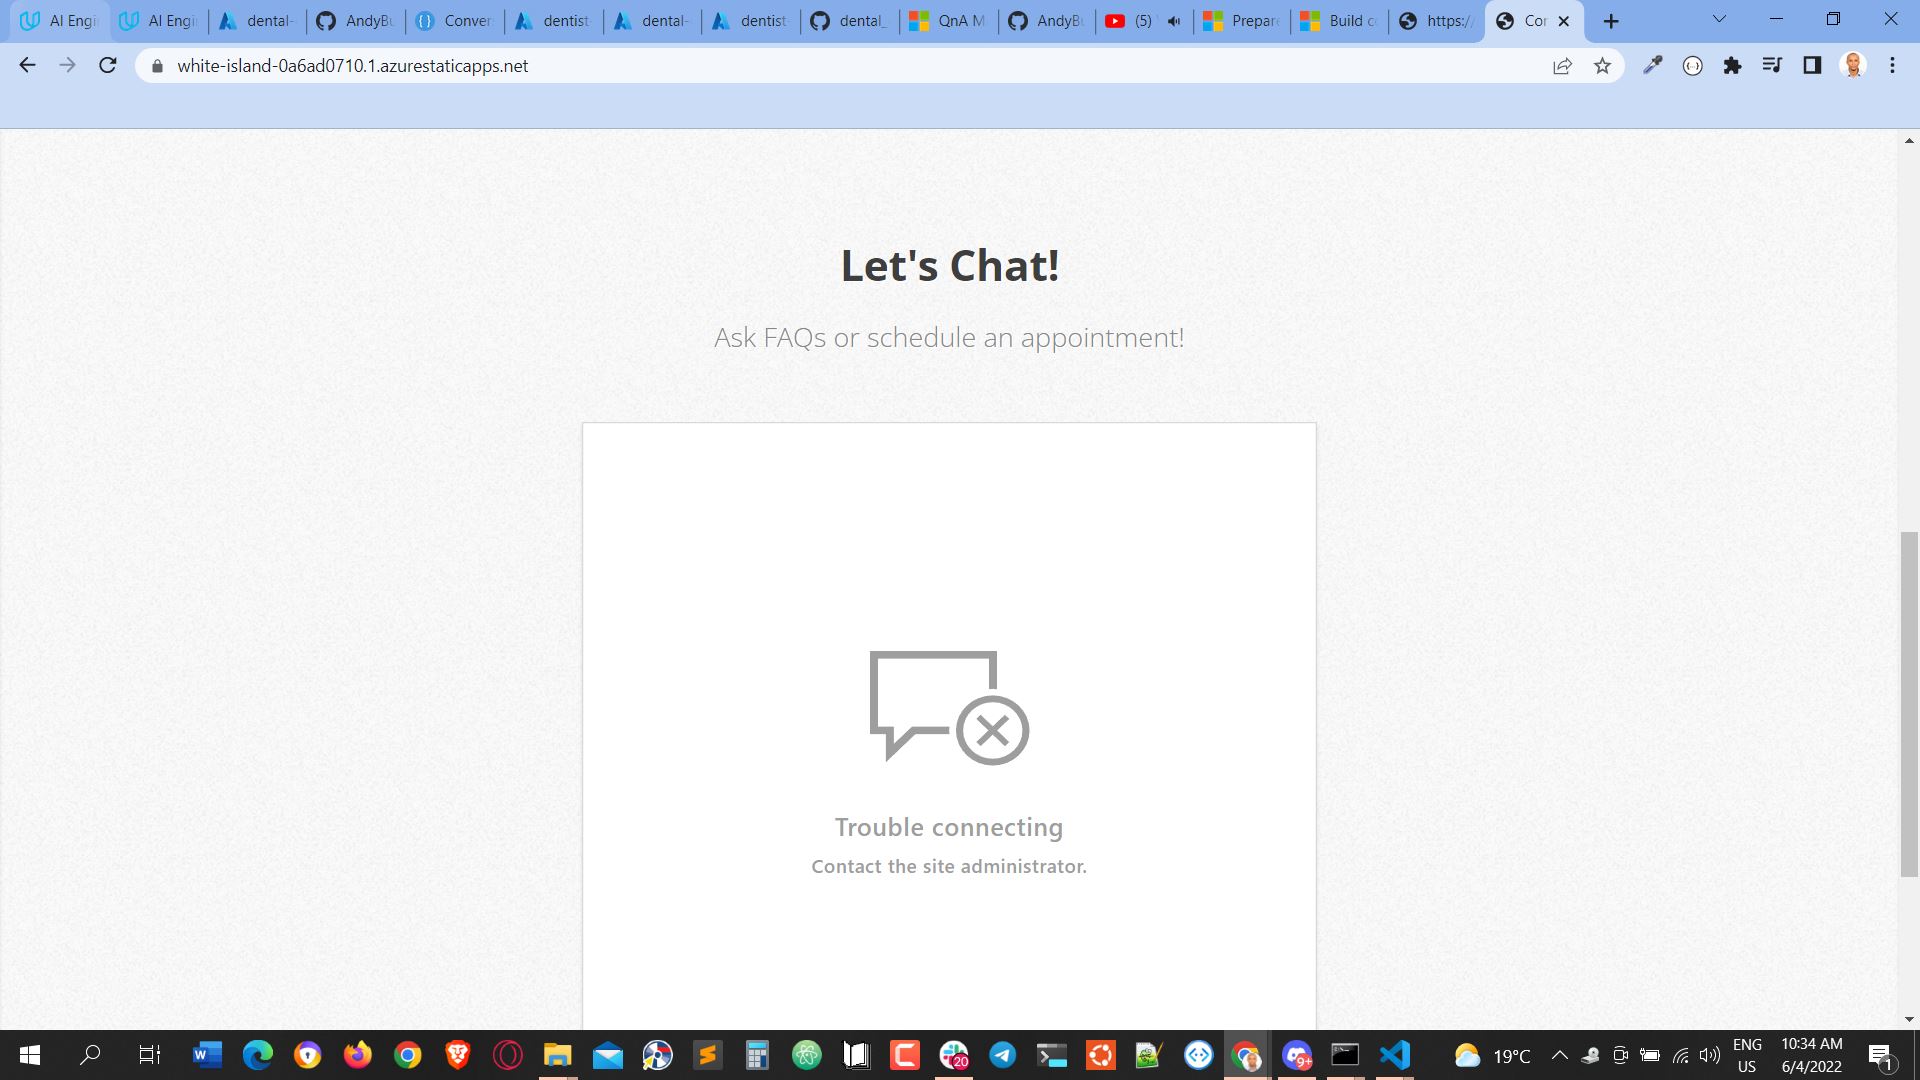 AI Engi
AI Engi
dental-
AndyBu
Conver
dentist-
dental-
dentist-
dental_
QnA M
AndyBu
(5)
Prepare
Build co
https:/
Con
white-island-0a6ad0710.1.azurestaticapps.net
Let's Chat!
Ask FAQs or schedule an appointment!
Trouble connecting
Contact the site administrator.
20
9+
19°C
ENG
US
10:34 AM
6/4/2022
1